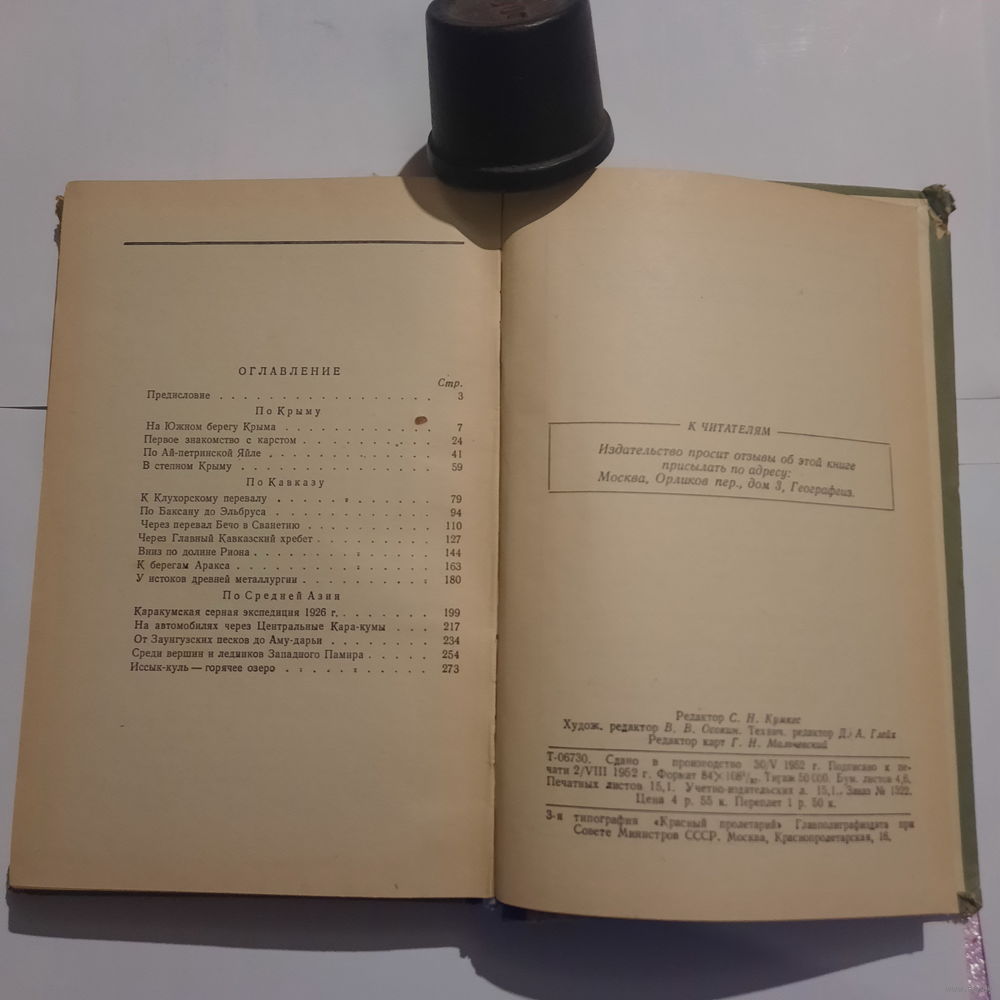 ОГЛАВЛЕНИЕ
Стр.
Предисловие . . . . . . . . . . . . . . . . . 3
По Крыму
На Южном берегу Крыма . . . . . . . . . . . . 7
Первое знакомство с карстом . . . . . . . . . . 24
По Ай-петринской Яйле . . . . . . . . . . . . 41
В степном Крыму . . . . . . . . . . . . . . . 59
По Кавказу
К Клухорскому перевалу . . . . . . . . . . . . 79
По Баксану до Эльбруса . . . . . . . . . . . . 94
Через перевал Бечо в Сванетию . . . . . . . . . 110
Через Главный Кавказский хребет . . . . . . . . 127
Вниз по долине Риона . . . . . . . . . . . . . 144
К берегам Аракса . . . . . . . . . . . . . . . 163
У истоков древней металлургии . . . . . . . . . 180
По Средней Азии
Каракумская серная экспедиция 1926 г. . . . . . . 199
На автомобилях через Центральные Кара-кумы . . . 217
От Заунгузских песков до Аму-дарьи . . . . . . . 234
Среди вершин и ледников Западного Памира . . . . . 254
Иссык-куль — горячее озеро . . . . . . . . . . . 273
К ЧИТАТЕЛЯМ
Издательство просит отзывы об этой книге
присылать по адресу:
Москва, Орликов пер., дом 3, Географгиз.
Редактор С. Н. Кумкес
Худож. редактор В. В. Осокин. Технич. редактор Д. А. Глейх
Редактор карт Г. Н. Мальчевский
Т-06730. Сдано в производство 30/V 1952 г. Подписано к пе-
чати 2/VIII 1952 г. Формат 84×108¹/₃₂. Тираж 50 000. Бум. листов 4,6.
Печатных листов 15,1. Учетно-издательских л. 15,1. Заказ № 1322.
Цена 4 р. 55 к. Переплет 1 р. 50 к.
3-я типография «Красный пролетарий» Главполиграфиздата при
Совете Министров СССР. Москва, Краснопролетарская, 16.